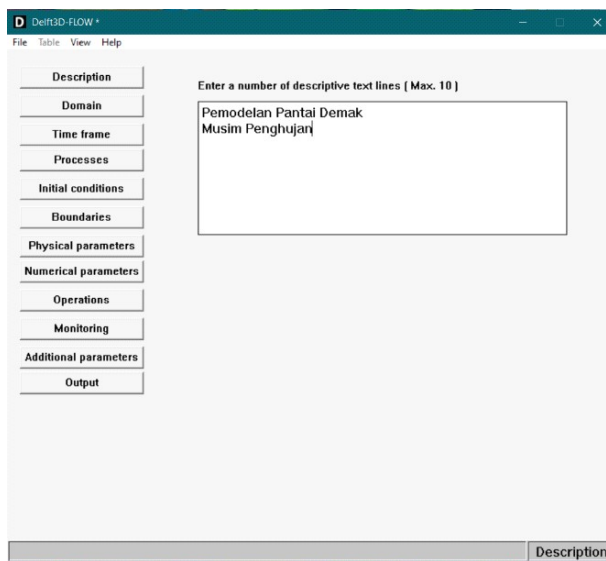 D Delft3D-FLOW *
File Table View Help
Description
Enter a number of descriptive text lines ( Max. 10 )
Domain
Pemodelan Pantai Demak
Musim Penghujan
Time frame
Processes
Initial conditions
Boundaries
Physical parameters
Numerical parameters
Operations
Monitoring
Additional parameters
Output
Description